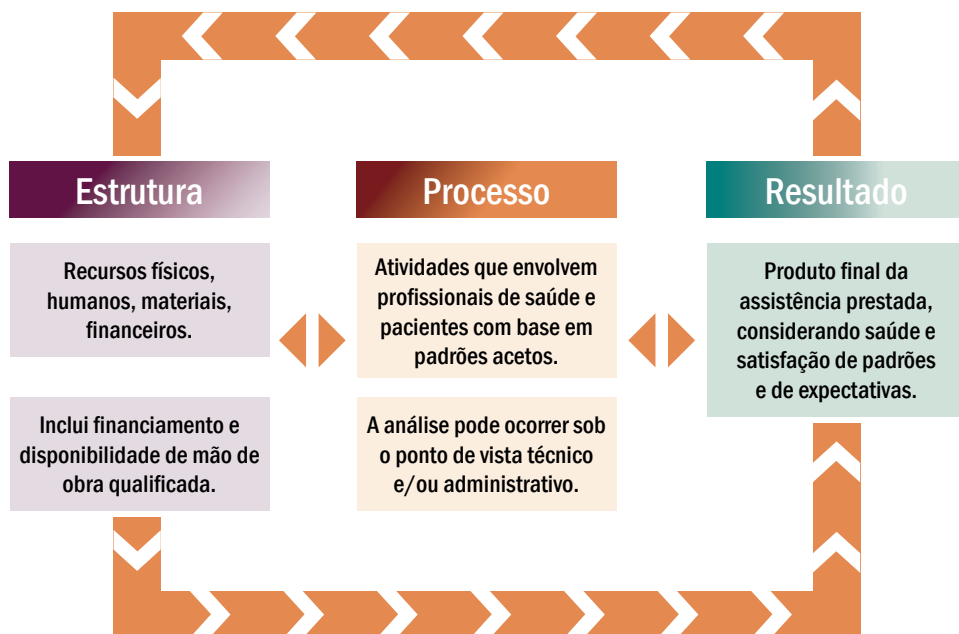 Estrutura
Recursos físicos,
humanos, materiais,
financeiros.
Inclui financiamento e
disponibilidade de mão de
obra qualificada.
Processo
Atividades que envolvem
profissionais de saúde e
pacientes com base em
padrões acetos.
A análise pode ocorrer sob
o ponto de vista técnico
e/ou administrativo.
Resultado
Produto final da
assistência prestada,
considerando saúde e
satisfação de padrões
e de expectativas.